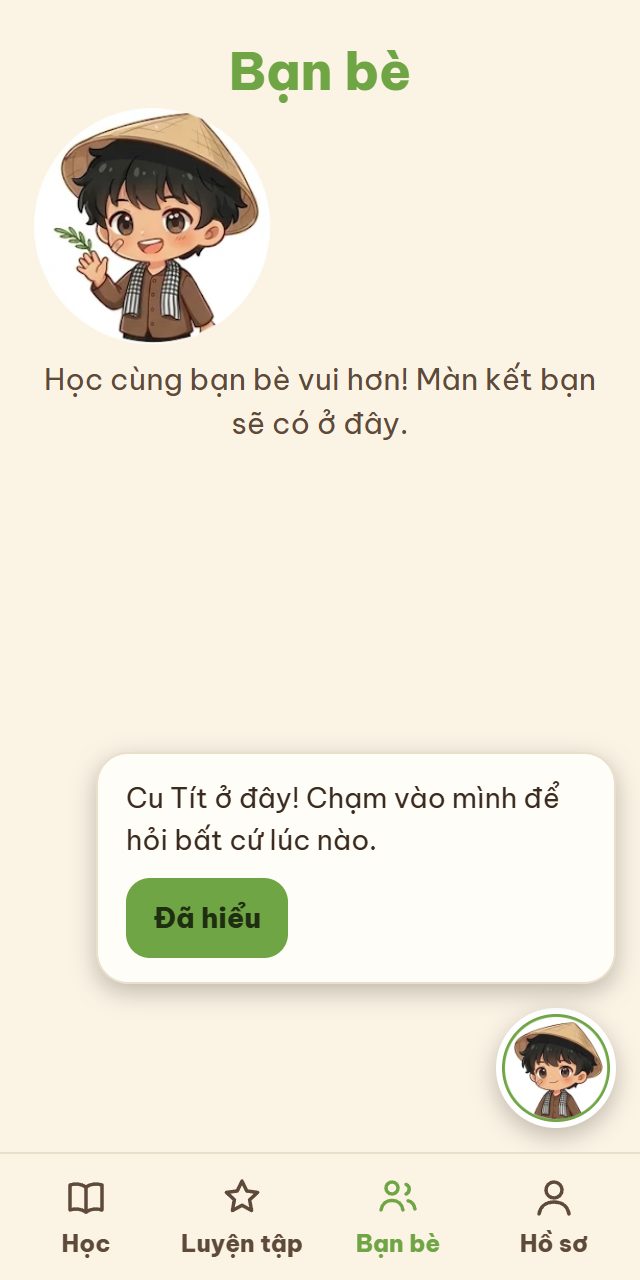 Bạn bè
Học cùng bạn bè vui hơn! Màn kết bạn
sẽ có ở đây.
Cu Tít ở đây! Chạm vào mình để
hỏi bất cứ lúc nào.
Đã hiểu
Học
Luyện tập
Bạn bè
Hồ sơ